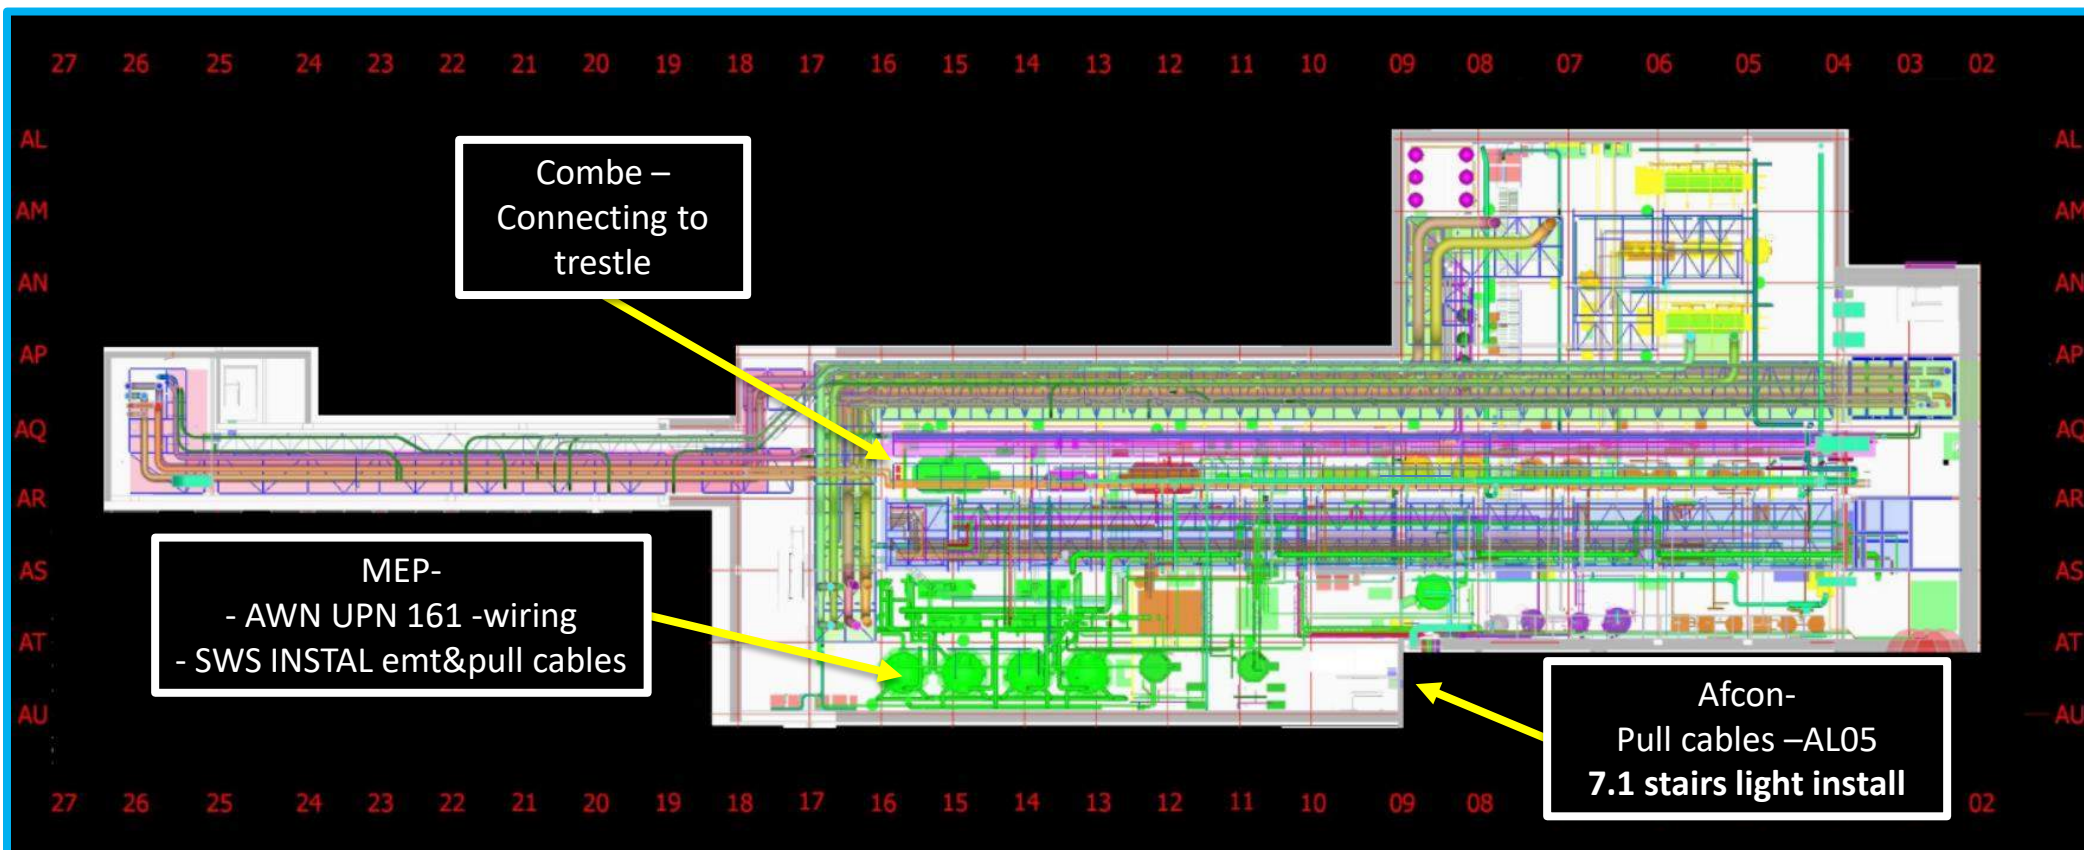 27 26 25 24 23 22 21 20 19 18 17 16 15 14 13 12 11 10 09 08 07 06 05 04 03 02
AL AL
AM AM
AN AN
AP AP
AQ AQ
AR AR
AS AS
AT AT
AU AU
Combe –
Connecting to
trestle
MEP-
- AWN UPN 161 -wiring
- SWS INSTAL emt&pull cables
Afcon-
Pull cables –AL05
7.1 stairs light install
27 26 25 24 23 22 21 20 19 18 17 16 15 14 13 12 11 10 09 08 02